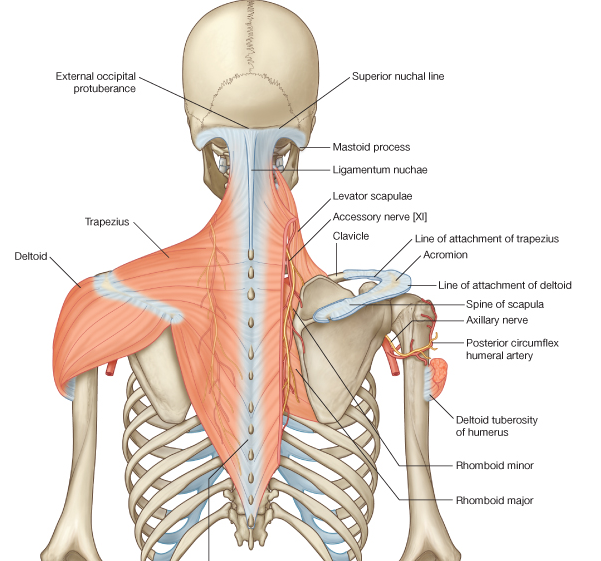 External occipital
protuberance
Superior nuchal line
Mastoid process
Ligamentum nuchae
Levator scapulae
Trapezius
Accessory nerve [XI]
Clavicle
Line of attachment of trapezius
Deltoid
Acromion
Line of attachment of deltoid
Spine of scapula
Axillary nerve
Posterior circumflex
humeral artery
Deltoid tuberosity
of humerus
Rhomboid minor
Rhomboid major